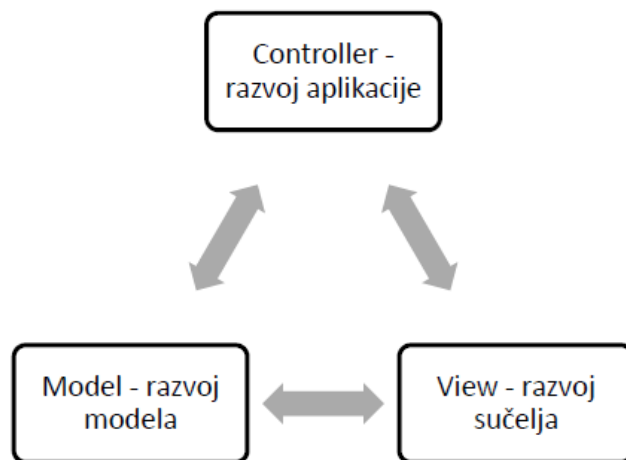 Controller -
razvoj aplikacije
Model - razvoj
modela
View - razvoj
sučelja